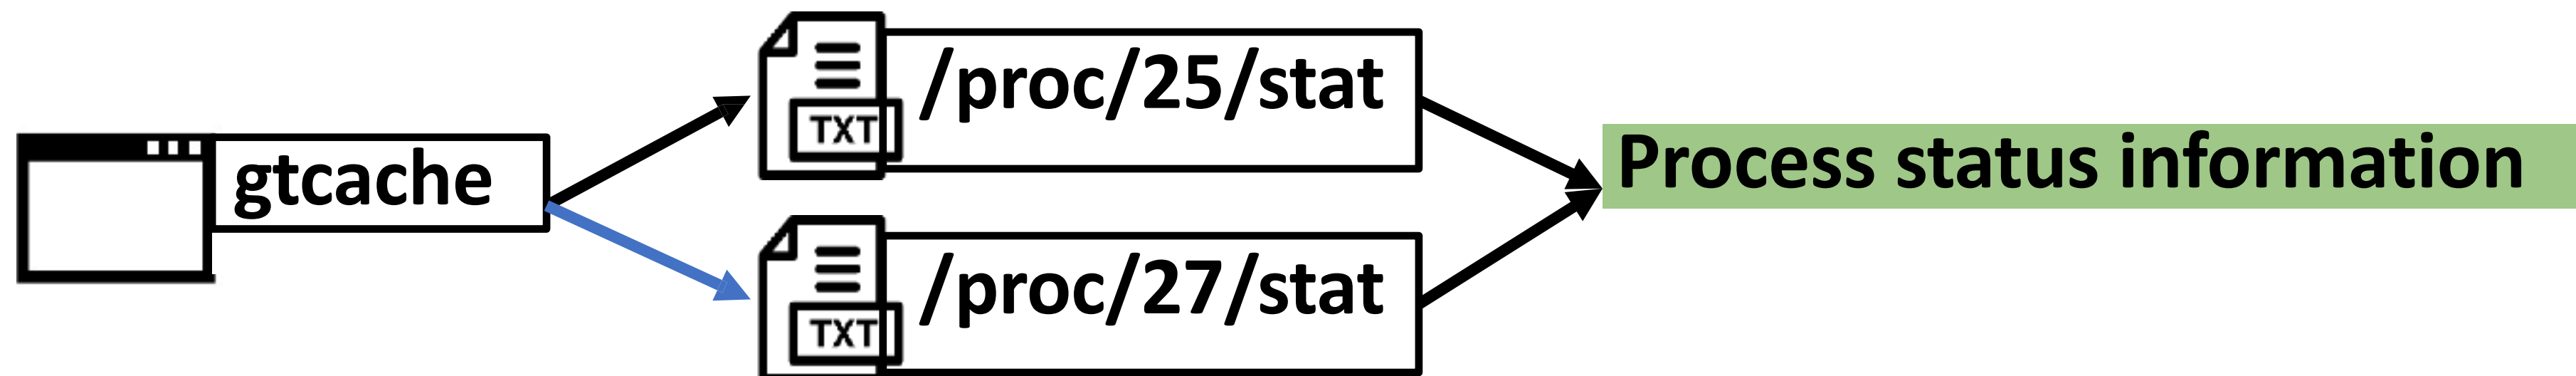 gtcache
TXT
/proc/25/stat
TXT
/proc/27/stat
Process status information